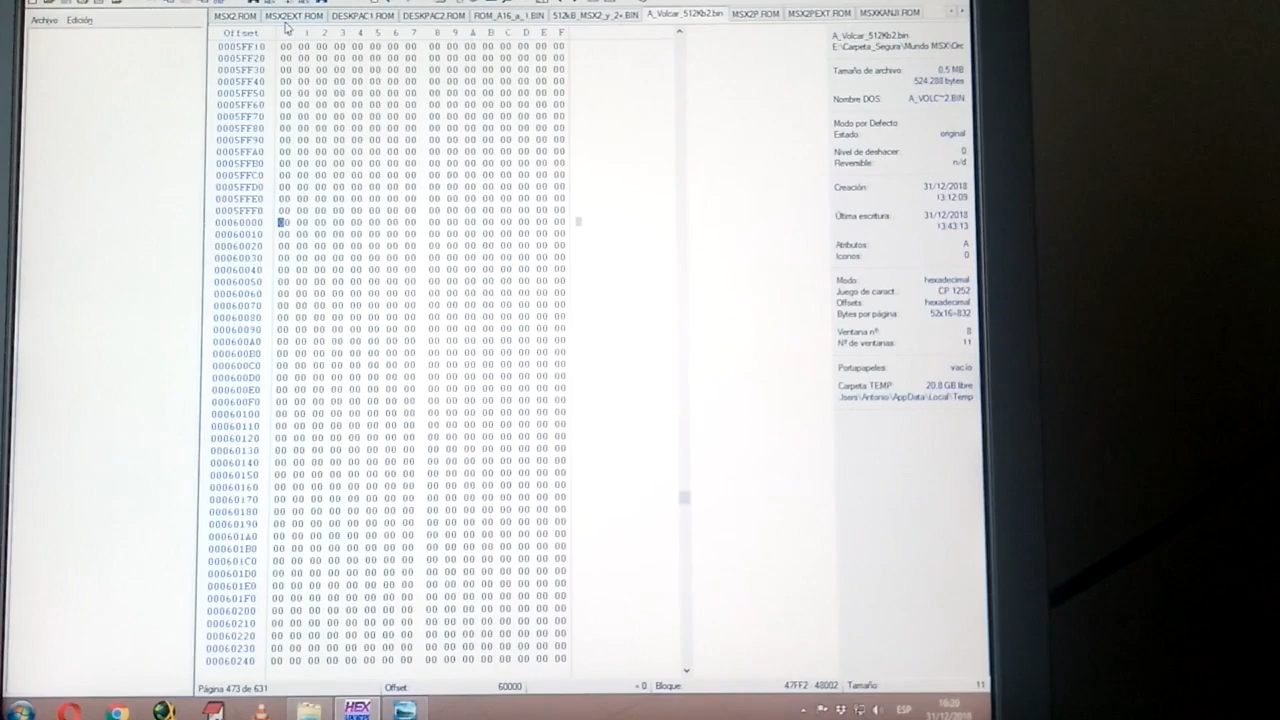 Archivo Edición
MSX2.ROM MSX2EXT.ROM DESKPAC1.ROM DESKPAC2.ROM ROM_A16_a_1.BIN 512kB_MSX2_y_2+.BIN A_Volcar_512Kb2.bin MSX2P.ROM MSX2PEXT.ROM MSXKANJI.ROM
Offset 1 2 3 4 5 6 7 8 9 A B C D E F
0005FF10 00 00 00 00 00 00 00 00 00 00 00 00 00 00 00 00
0005FF20 00 00 00 00 00 00 00 00 00 00 00 00 00 00 00 00
0005FF30 00 00 00 00 00 00 00 00 00 00 00 00 00 00 00 00
0005FF40 00 00 00 00 00 00 00 00 00 00 00 00 00 00 00 00
0005FF50 00 00 00 00 00 00 00 00 00 00 00 00 00 00 00 00
0005FF60 00 00 00 00 00 00 00 00 00 00 00 00 00 00 00 00
0005FF70 00 00 00 00 00 00 00 00 00 00 00 00 00 00 00 00
0005FF80 00 00 00 00 00 00 00 00 00 00 00 00 00 00 00 00
0005FF90 00 00 00 00 00 00 00 00 00 00 00 00 00 00 00 00
0005FFA0 00 00 00 00 00 00 00 00 00 00 00 00 00 00 00 00
0005FFB0 00 00 00 00 00 00 00 00 00 00 00 00 00 00 00 00
0005FFC0 00 00 00 00 00 00 00 00 00 00 00 00 00 00 00 00
0005FFD0 00 00 00 00 00 00 00 00 00 00 00 00 00 00 00 00
0005FFE0 00 00 00 00 00 00 00 00 00 00 00 00 00 00 00 00
0005FFF0 00 00 00 00 00 00 00 00 00 00 00 00 00 00 00 00
00060000 00 00 00 00 00 00 00 00 00 00 00 00 00 00 00 00
00060010 00 00 00 00 00 00 00 00 00 00 00 00 00 00 00 00
00060020 00 00 00 00 00 00 00 00 00 00 00 00 00 00 00 00
00060030 00 00 00 00 00 00 00 00 00 00 00 00 00 00 00 00
00060040 00 00 00 00 00 00 00 00 00 00 00 00 00 00 00 00
00060050 00 00 00 00 00 00 00 00 00 00 00 00 00 00 00 00
00060060 00 00 00 00 00 00 00 00 00 00 00 00 00 00 00 00
00060070 00 00 00 00 00 00 00 00 00 00 00 00 00 00 00 00
00060080 00 00 00 00 00 00 00 00 00 00 00 00 00 00 00 00
00060090 00 00 00 00 00 00 00 00 00 00 00 00 00 00 00 00
000600A0 00 00 00 00 00 00 00 00 00 00 00 00 00 00 00 00
000600B0 00 00 00 00 00 00 00 00 00 00 00 00 00 00 00 00
000600C0 00 00 00 00 00 00 00 00 00 00 00 00 00 00 00 00
000600D0 00 00 00 00 00 00 00 00 00 00 00 00 00 00 00 00
000600E0 00 00 00 00 00 00 00 00 00 00 00 00 00 00 00 00
000600F0 00 00 00 00 00 00 00 00 00 00 00 00 00 00 00 00
00060100 00 00 00 00 00 00 00 00 00 00 00 00 00 00 00 00
00060110 00 00 00 00 00 00 00 00 00 00 00 00 00 00 00 00
00060120 00 00 00 00 00 00 00 00 00 00 00 00 00 00 00 00
00060130 00 00 00 00 00 00 00 00 00 00 00 00 00 00 00 00
00060140 00 00 00 00 00 00 00 00 00 00 00 00 00 00 00 00
00060150 00 00 00 00 00 00 00 00 00 00 00 00 00 00 00 00
00060160 00 00 00 00 00 00 00 00 00 00 00 00 00 00 00 00
00060170 00 00 00 00 00 00 00 00 00 00 00 00 00 00 00 00
00060180 00 00 00 00 00 00 00 00 00 00 00 00 00 00 00 00
00060190 00 00 00 00 00 00 00 00 00 00 00 00 00 00 00 00
000601A0 00 00 00 00 00 00 00 00 00 00 00 00 00 00 00 00
000601B0 00 00 00 00 00 00 00 00 00 00 00 00 00 00 00 00
000601C0 00 00 00 00 00 00 00 00 00 00 00 00 00 00 00 00
000601D0 00 00 00 00 00 00 00 00 00 00 00 00 00 00 00 00
000601E0 00 00 00 00 00 00 00 00 00 00 00 00 00 00 00 00
000601F0 00 00 00 00 00 00 00 00 00 00 00 00 00 00 00 00
00060200 00 00 00 00 00 00 00 00 00 00 00 00 00 00 00 00
00060210 00 00 00 00 00 00 00 00 00 00 00 00 00 00 00 00
00060220 00 00 00 00 00 00 00 00 00 00 00 00 00 00 00 00
00060230 00 00 00 00 00 00 00 00 00 00 00 00 00 00 00 00
00060240 00 00 00 00 00 00 00 00 00 00 00 00 00 00 00 00
A_Volcar_512Kb2.bin
E:\Carpeta_Segura\Mundo MSX\Orc
Tamaño de archivo: 0.5 MB
524.288 bytes
Nombre DOS: A_VOLC~2.BIN
Modo por Defecto
Estado original
Nivel de deshacer: 0
Reversible: n/d
Creación: 31/12/2018
13:12:09
Última escritura: 31/12/2018
13:43:13
Atributos: A
Iconos: 0
Modo: hexadecimal
Juego de caract.: CP 1252
Offsets: hexadecimal
Bytes por página: 52x16=832
Ventana nº: 8
Nº de ventanas: 11
Portapapeles: vacío
Carpeta TEMP: 20.8 GB libre
Jsers\Antonio\AppData\Local\Temp
Página 473 de 631 Offset: 60000 = 0 Bloque: 47FF2 48002 Tamaño 11
HEX ESP 16:20
31/12/2018